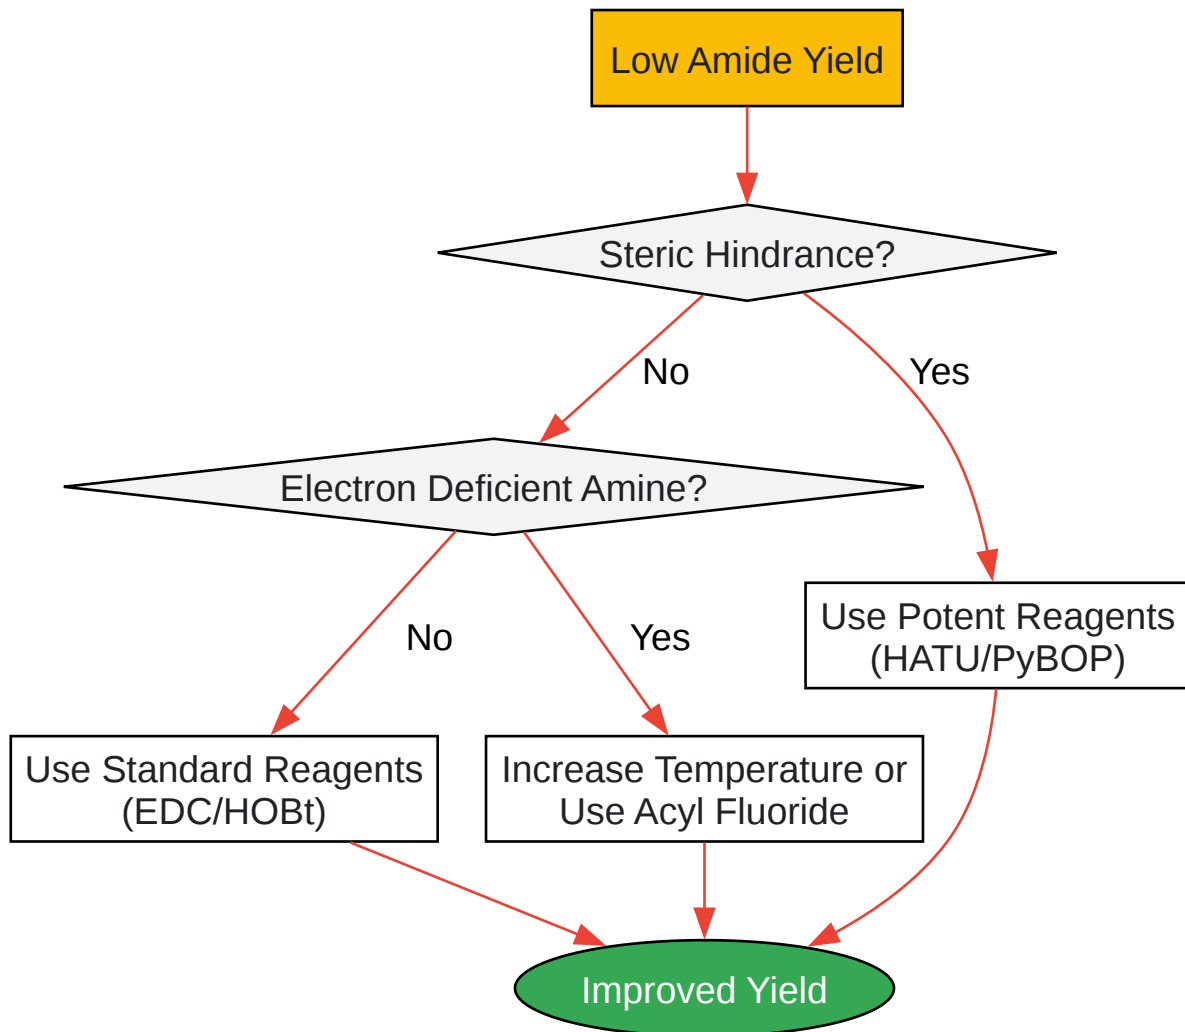 Low Amide Yield
Steric Hindrance?
No
Yes
Electron Deficient Amine?
No
Yes
Use Potent Reagents
(HATU/PyBOP)
Use Standard Reagents
(EDC/HOBt)
Increase Temperature or
Use Acyl Fluoride
Improved Yield